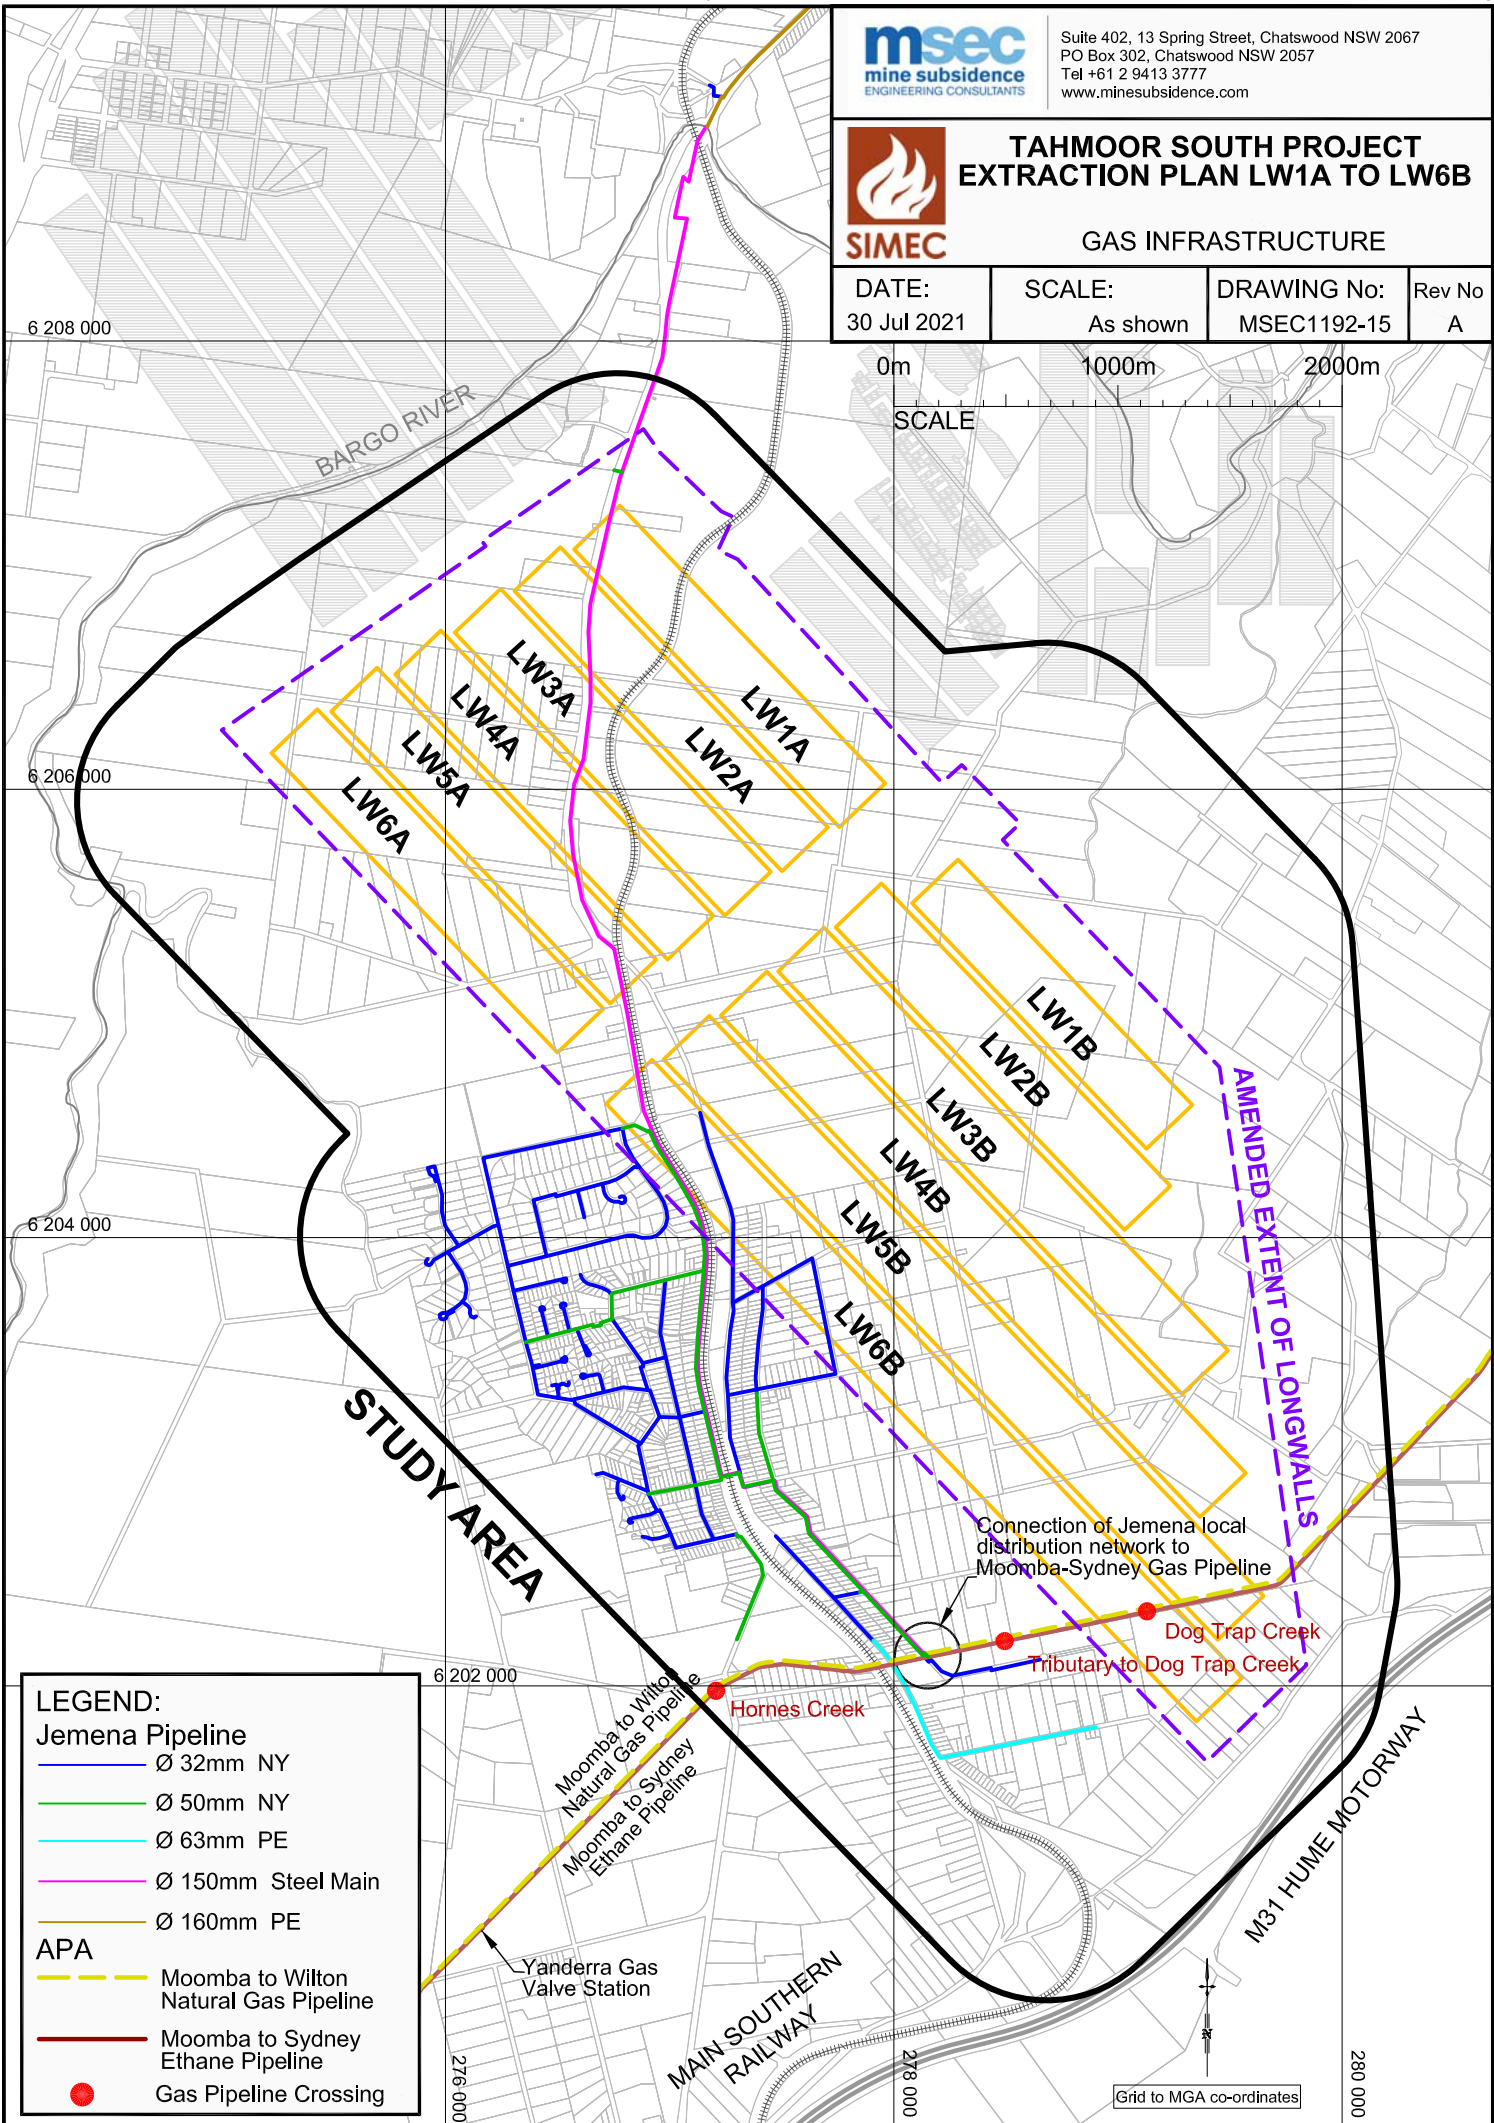 msec
mine subsidence
ENGINEERING CONSULTANTS
Suite 402, 13 Spring Street, Chatswood NSW 2067
PO Box 302, Chatswood NSW 2057
Tel +61 2 9413 3777
www.minesubsidence.com
SIMEC
TAHMOOR SOUTH PROJECT
EXTRACTION PLAN LW1A TO LW6B
GAS INFRASTRUCTURE
DATE:
30 Jul 2021
SCALE:
As shown
DRAWING No:
MSEC1192-15
Rev No
A
0m 1000m 2000m
SCALE
6 208 000
BARGO RIVER
LW1A
LW2A
LW3A
LW4A
LW5A
LW6A
6 206 000
LW1B
LW2B
LW3B
LW4B
LW5B
LW6B
AMENDED EXTENT OF LONGWALLS
6 204 000
STUDY AREA
Connection of Jemena local
distribution network to
Moomba-Sydney Gas Pipeline
Dog Trap Creek
Tributary to Dog Trap Creek
Hornes Creek
6 202 000
Moomba to Wilton
Natural Gas Pipeline
Moomba to Sydney
Ethane Pipeline
Yanderra Gas
Valve Station
MAIN SOUTHERN
RAILWAY
M31 HUME MOTORWAY
276 000
278 000
280 000
N
Grid to MGA co-ordinates
LEGEND:
Jemena Pipeline
Ø 32mm NY
Ø 50mm NY
Ø 63mm PE
Ø 150mm Steel Main
Ø 160mm PE
APA
Moomba to Wilton
Natural Gas Pipeline
Moomba to Sydney
Ethane Pipeline
Gas Pipeline Crossing